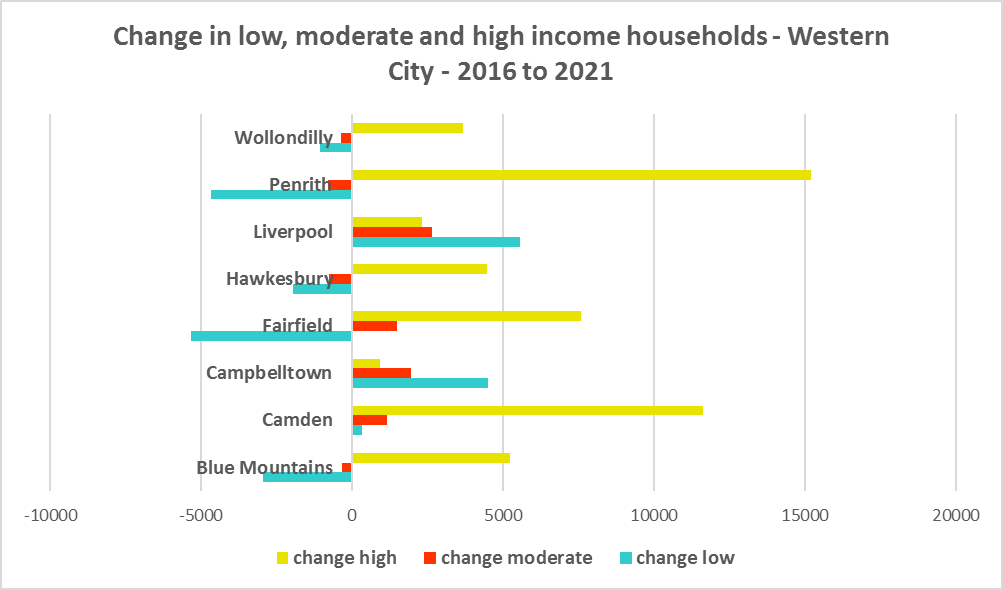 Change in low, moderate and high income households - Western
City - 2016 to 2021
Wollondilly
Penrith
Liverpool
Hawkesbury
Fairfield
Campbelltown
Camden
Blue Mountains
-10000 -5000 0 5000 10000 15000 20000
change high change moderate change low